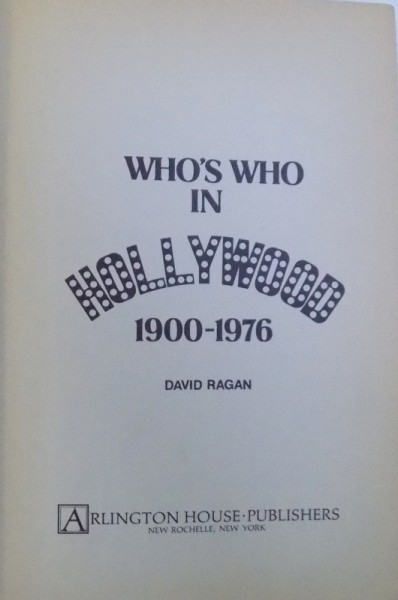 WHO'S WHO
IN
HOLLYWOOD
1900-1976
DAVID RAGAN
ARLINGTON HOUSE·PUBLISHERS
NEW ROCHELLE, NEW YORK